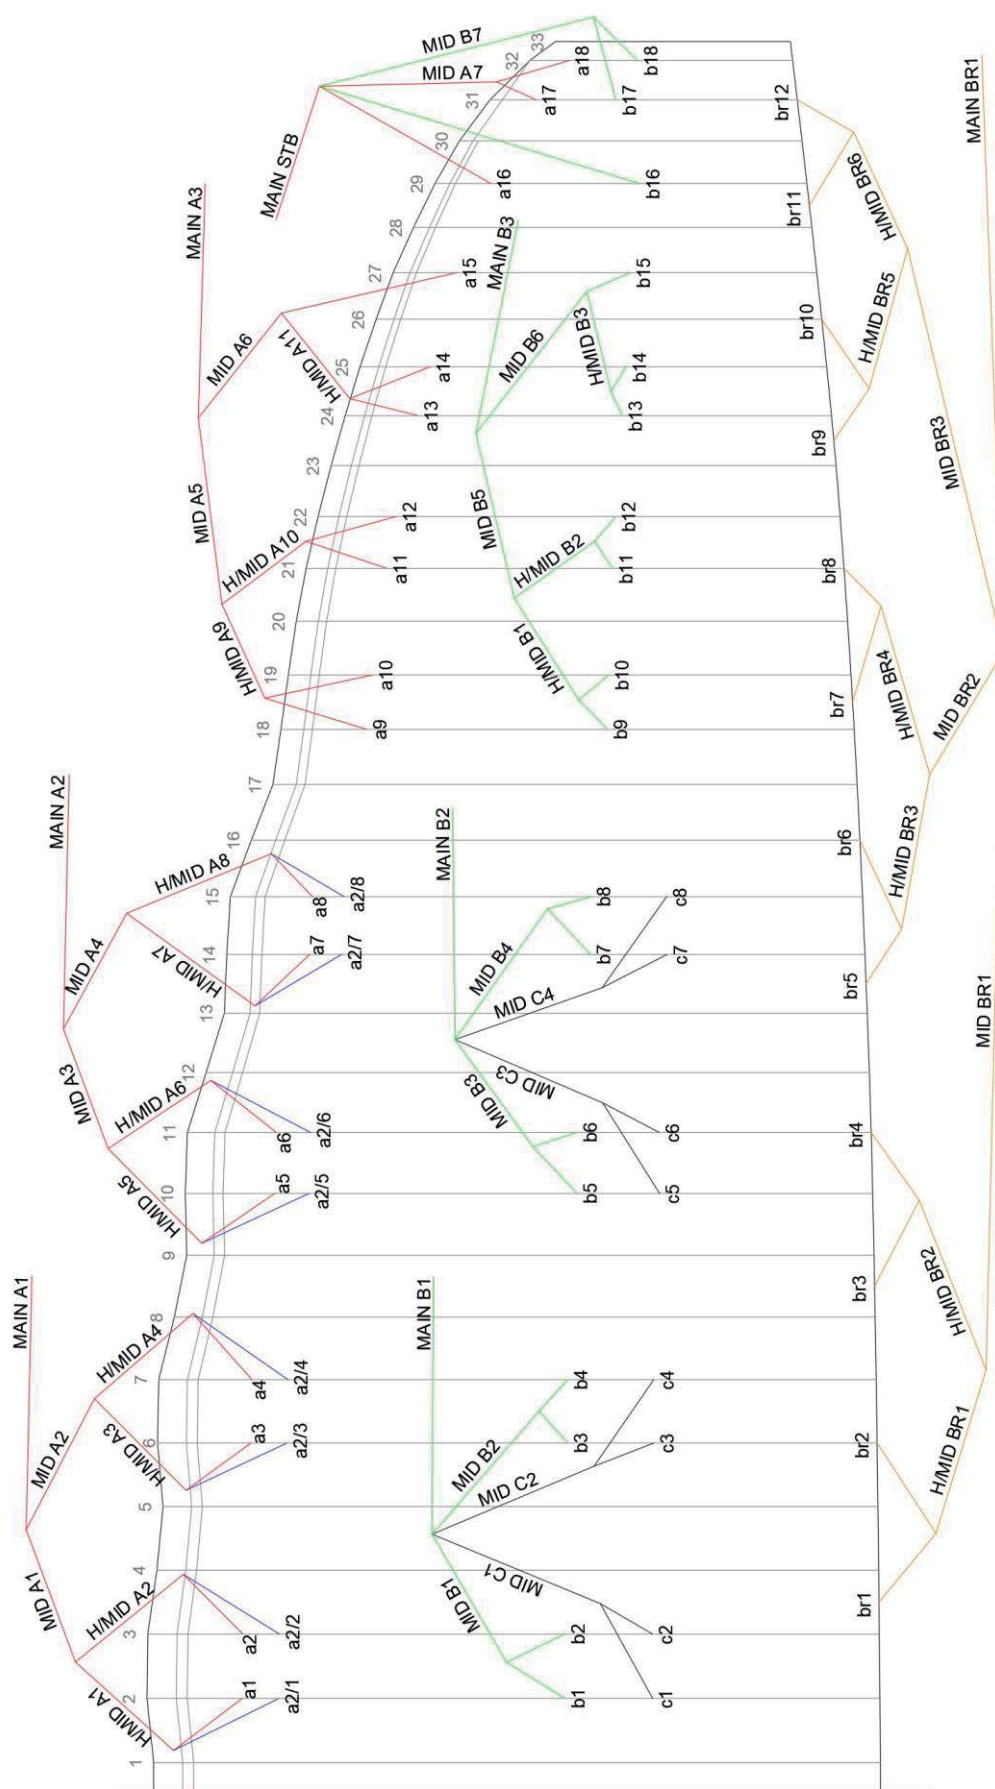 MID B7
MID A7
MAIN STB
33
32
31
30
29
28
27
26
25
24
23
22
21
20
19
18
17
16
15
14
13
12
11
10
9
8
7
6
5
4
3
2
1
a18
b18
a17
b17
br12
MAIN BR1
a16
b16
br11
H/MID BR6
MAIN A3
MAIN B3
a15
b15
MID A6
H/MID A11
MID B6
H/MID B3
br10
H/MID BR5
a14
b14
a13
b13
br9
MID BR3
MID A5
MID B5
H/MID A10
a12
b12
a11
b11
H/MID B2
br8
H/MID A9
H/MID B1
a10
b10
a9
b9
br7
H/MID BR4
MID BR2
MAIN A2
MAIN B2
H/MID A8
MID A4
H/MID A7
a8
a2/8
b8
c8
br6
H/MID BR3
a7
a2/7
MID B4
b7
c7
MID C4
br5
MID BR1
MID A3
H/MID A6
MID C3
MID B3
a6
a2/6
b6
c6
br4
H/MID A5
a5
a2/5
b5
c5
br3
H/MID BR2
MAIN A1
MAIN B1
H/MID A4
MID A2
H/MID A3
a4
a2/4
b4
c4
a3
a2/3
b3
c3
MID B2
MID C2
br2
H/MID BR1
MID A1
H/MID A2
MID B1
MID C1
a2
a2/2
b2
c2
br1
H/MID A1
a1
a2/1
b1
c1